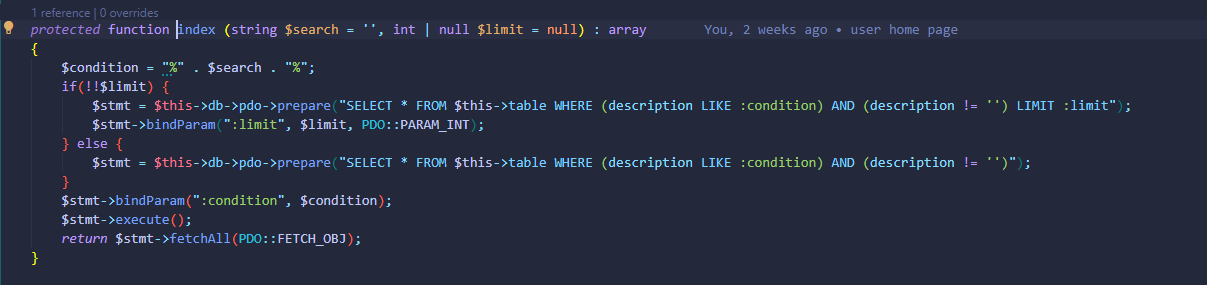 1 reference | 0 overrides
protected function index (string $search = '', int | null $limit = null) : array You, 2 weeks ago • user home page
{
$condition = "%" . $search . "%";
if(!!$limit) {
$stmt = $this->db->pdo->prepare("SELECT * FROM $this->table WHERE (description LIKE :condition) AND (description != '') LIMIT :limit");
$stmt->bindParam(":limit", $limit, PDO::PARAM_INT);
} else {
$stmt = $this->db->pdo->prepare("SELECT * FROM $this->table WHERE (description LIKE :condition) AND (description != '')");
}
$stmt->bindParam(":condition", $condition);
$stmt->execute();
return $stmt->fetchAll(PDO::FETCH_OBJ);
}